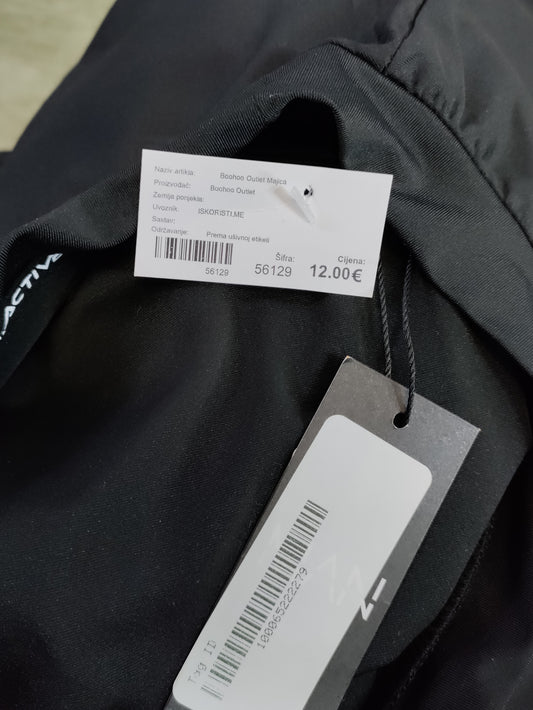 Naziv artikla: Boohoo Outlet Majica
Proizvođač: Boohoo Outlet
Zemlja porijekla:
Uvoznik: ISKORISTI.ME
Sastav:
Održavanje: Prema ušivnoj etiketi
Šifra: Cijena:
56129 56129 12.00€
ACTIVE
Tag ID 1000652222279